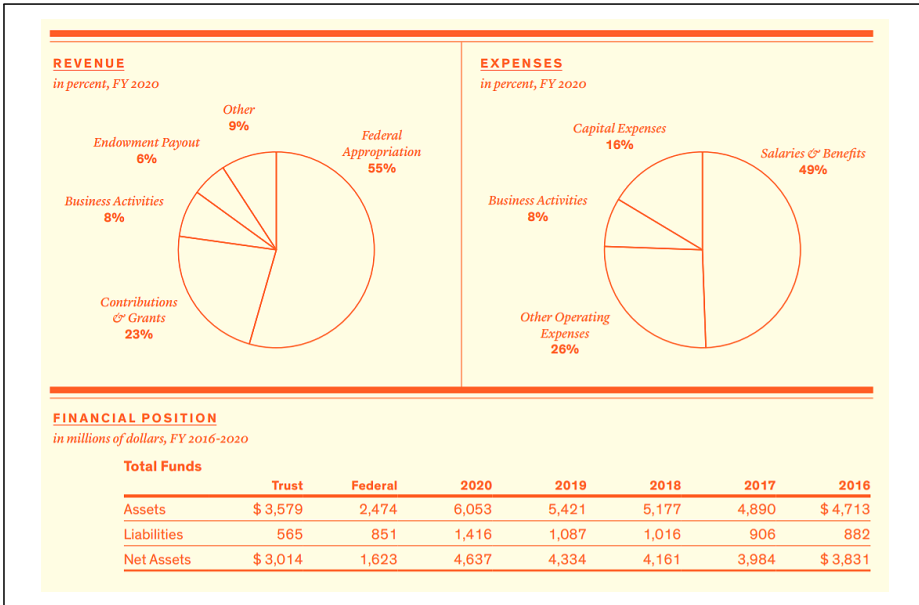 REVENUE
in percent, FY 2020
Other
9%
Endowment Payout
6%
Federal
Appropriation
55%
Business Activities
8%
Contributions
& Grants
23%
EXPENSES
in percent, FY 2020
Capital Expenses
16%
Salaries & Benefits
49%
Business Activities
8%
Other Operating
Expenses
26%
FINANCIAL POSITION
in millions of dollars, FY 2016-2020
Total Funds
Trust Federal 2020 2019 2018 2017 2016
Assets $ 3,579 2,474 6,053 5,421 5,177 4,890 $ 4,713
Liabilities 565 851 1,416 1,087 1,016 906 882
Net Assets $ 3,014 1,623 4,637 4,334 4,161 3,984 $ 3,831